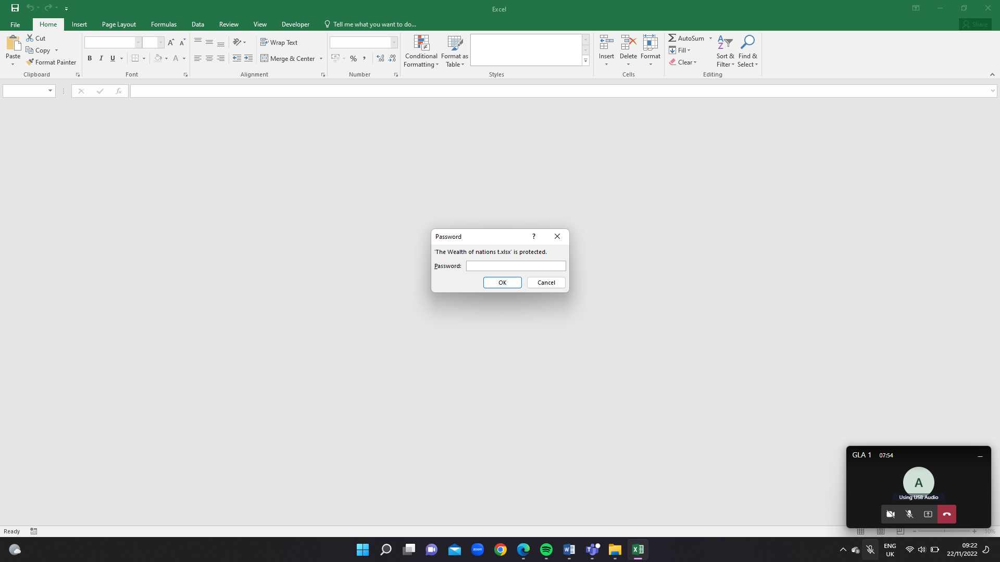 Excel
File Home Insert Page Layout Formulas Data Review View Developer Tell me what you want to do... Share
Paste
Cut
Copy
Format Painter
Clipboard
B I U
Font
Wrap Text
Merge & Center
Alignment
%
Number
Conditional
Formatting
Format as
Table
Styles
Insert
Delete
Format
Cells
AutoSum
Fill
Clear
Sort &
Filter
Find &
Select
Editing
fx
Password ?
'The Wealth of nations t.xlsx' is protected.
Password:
OK Cancel
GLA 1 07:54
A
Using USB Audio
Ready
10%
zoom
ENG
UK
09:22
22/11/2022